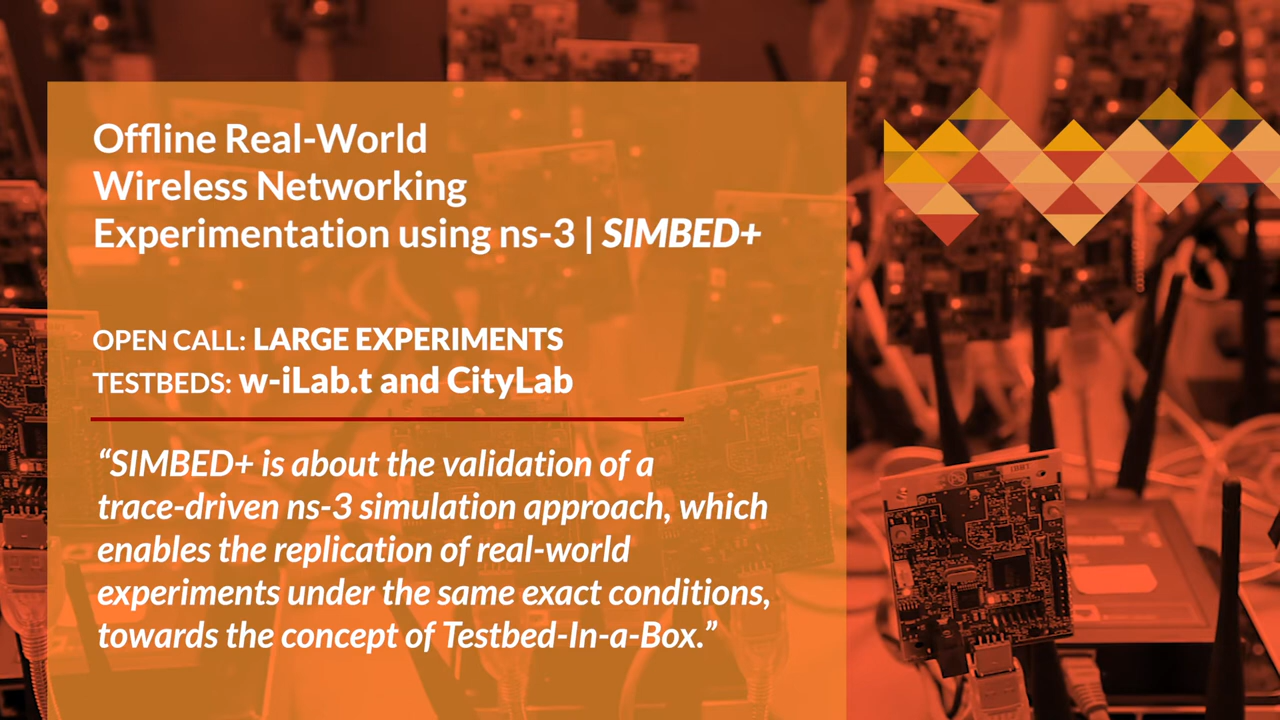 Offline Real-World
Wireless Networking
Experimentation using ns-3 | SIMBED+
OPEN CALL: LARGE EXPERIMENTS
TESTBEDS: w-iLab.t and CityLab
“SIMBED+ is about the validation of a
trace-driven ns-3 simulation approach, which
enables the replication of real-world
experiments under the same exact conditions,
towards the concept of Testbed-In-a-Box.”